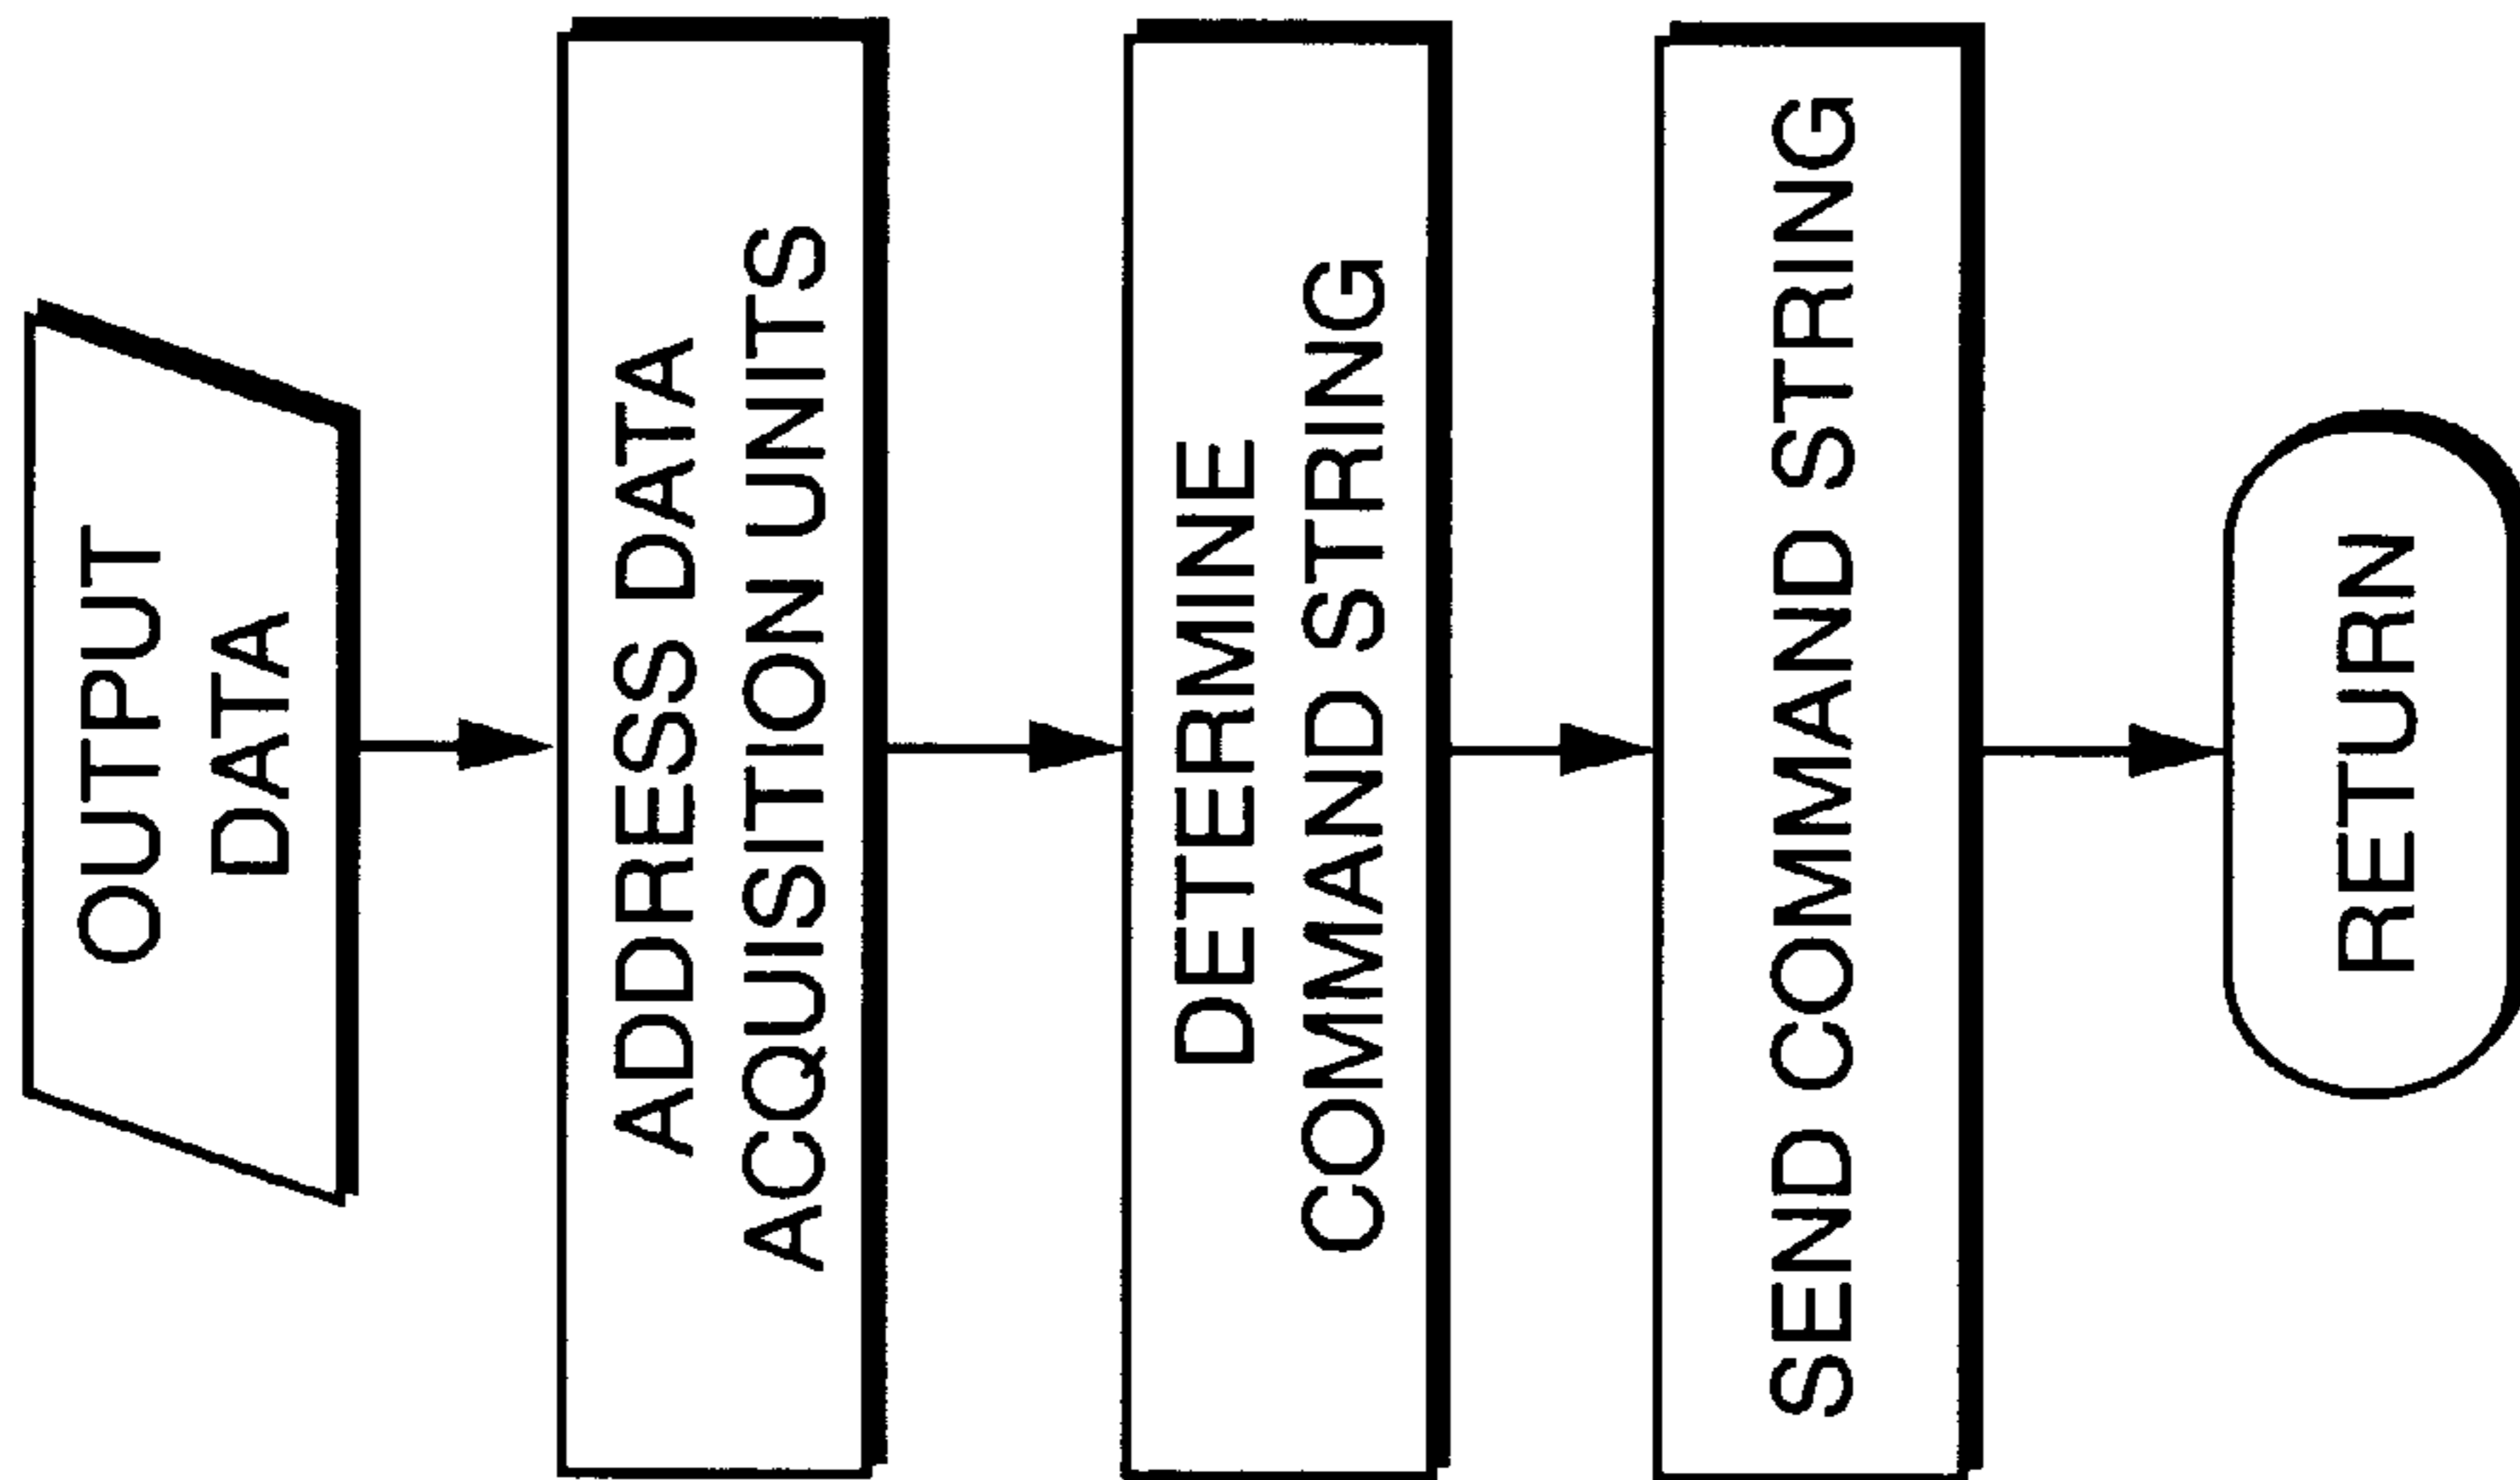 OUTPUT
DATA
ADDRESS DATA
ACQUISITION UNITS
DETERMINE
COMMAND STRING
SEND COMMAND STRING
RETURN